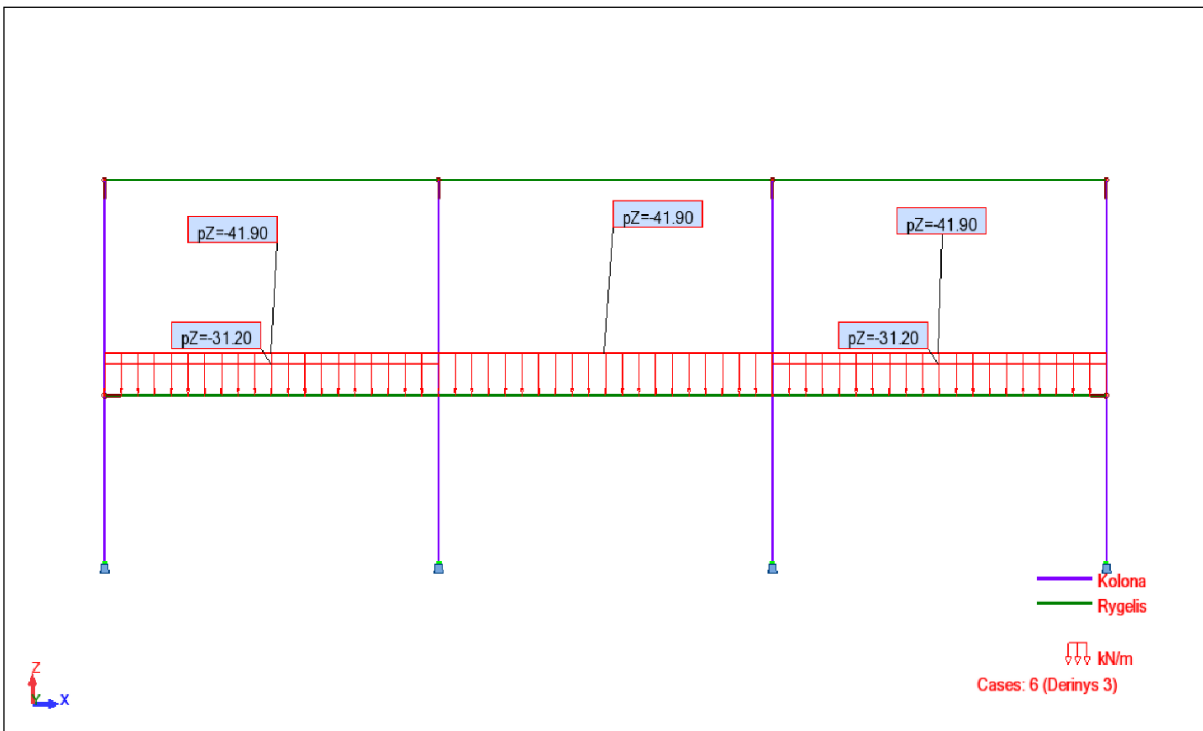 pZ=-41.90
pZ=-41.90
pZ=-41.90
pZ=-31.20
pZ=-31.20
Kolona
Rygelis
kN/m
Cases: 6 (Derinys 3)
Z
Y
X